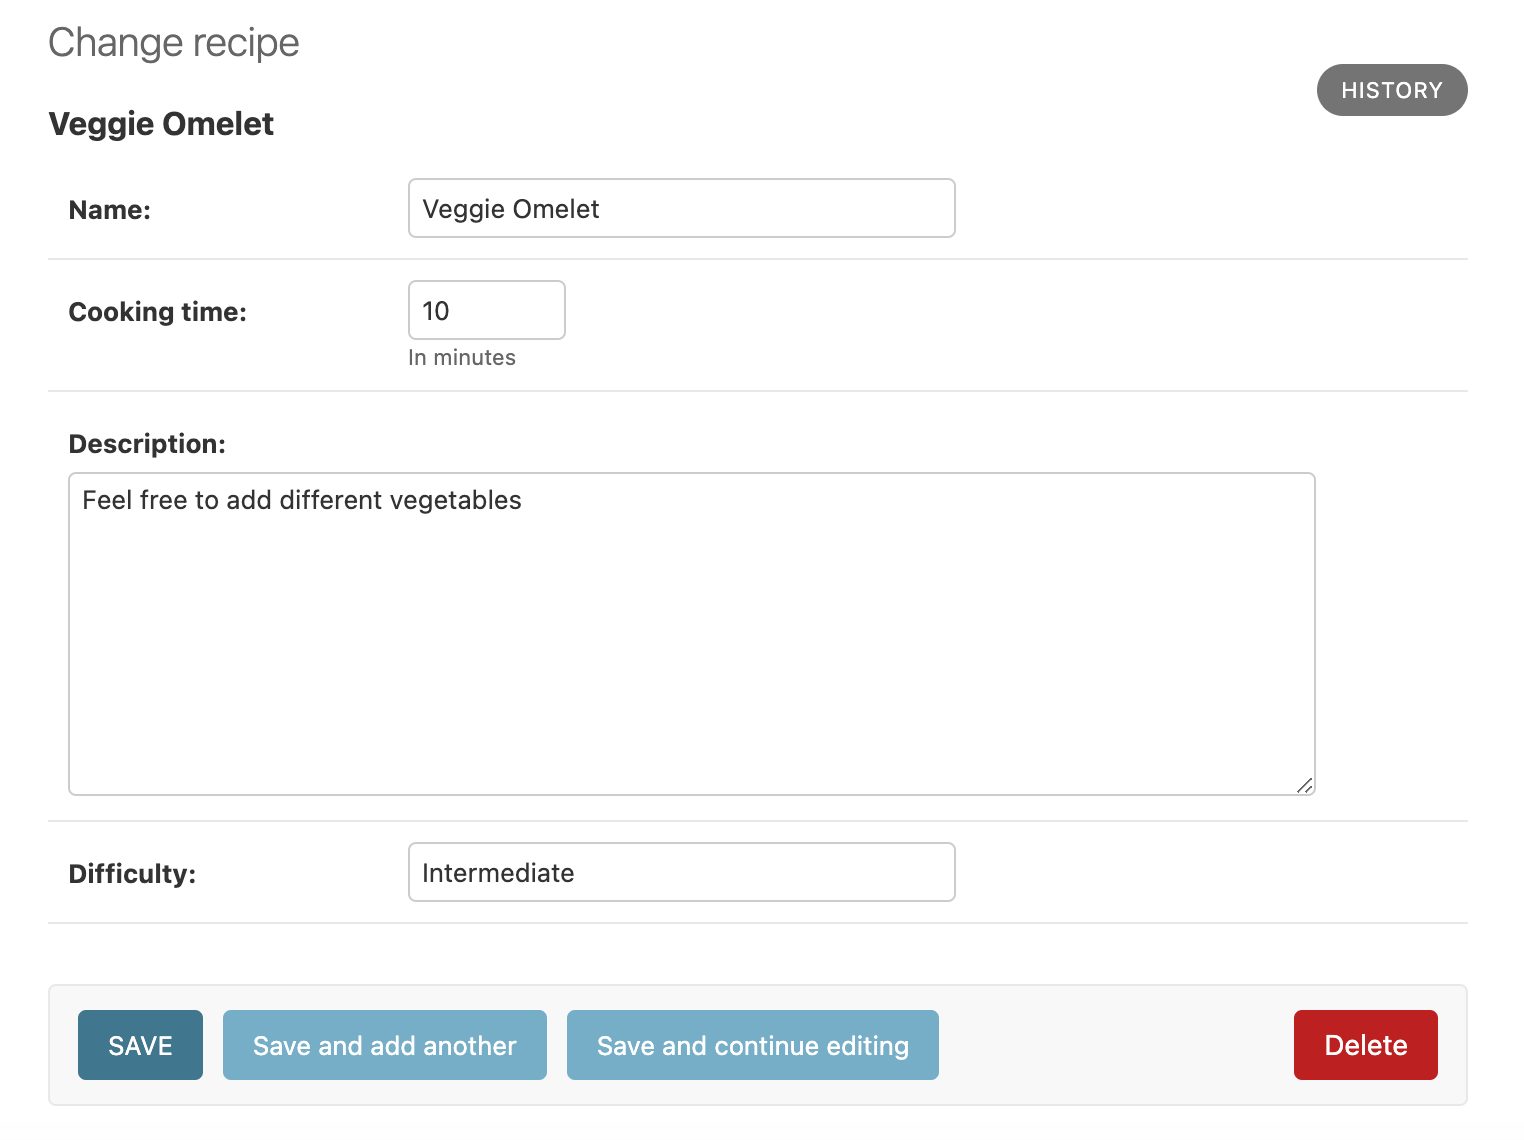 Change recipe
HISTORY
Veggie Omelet
Name:
Veggie Omelet
Cooking time:
10
In minutes
Description:
Feel free to add different vegetables
Difficulty:
Intermediate
SAVE
Save and add another
Save and continue editing
Delete